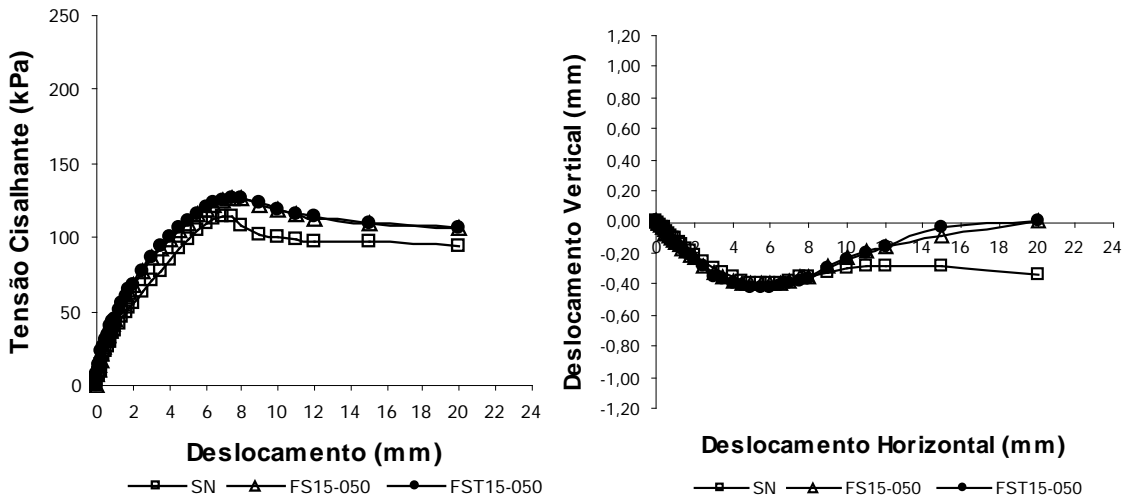 Tensão Cisalhante (kPa)
250
200
150
100
50
0
0 2 4 6 8 10 12 14 16 18 20 22 24
Deslocamento (mm)
SN FS15-050 FST15-050
Deslocamento Vertical (mm)
1,20
1,00
0,80
0,60
0,40
0,20
0,00
-0,20
-0,40
-0,60
-0,80
-1,00
-1,20
0 2 4 6 8 10 12 14 16 18 20 22 24
Deslocamento Horizontal (mm)
SN FS15-050 FST15-050